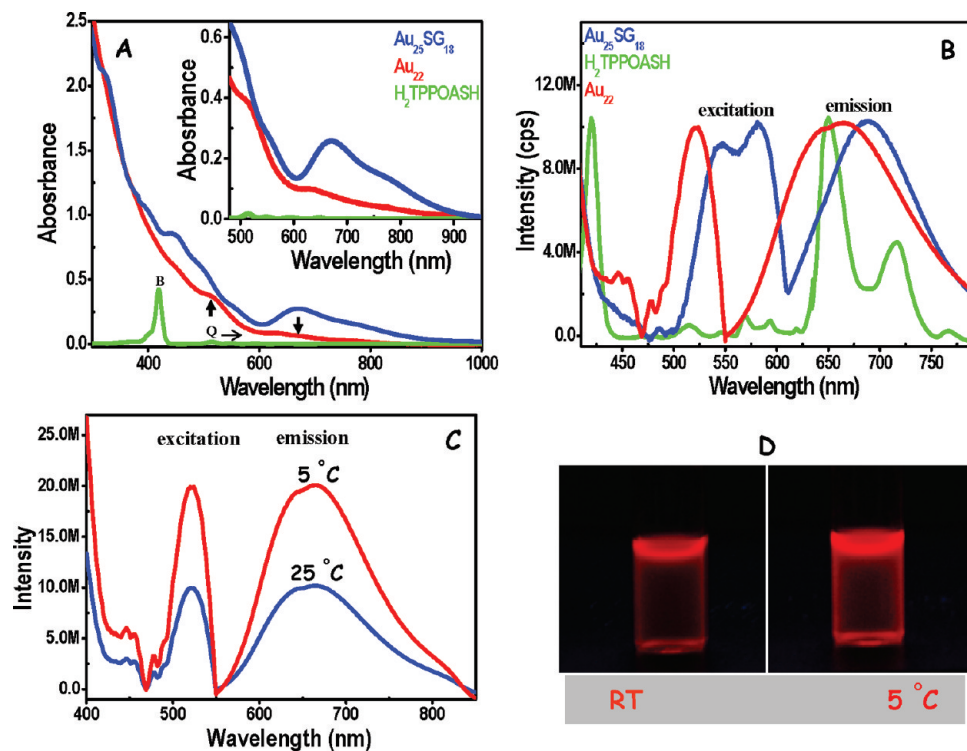 A
Au25SG18
Au22
H2TPPOASH
Abosrbance
2.5
2.0
1.5
1.0
0.5
0.0
B
Q →
400
600
800
1000
Wavelength (nm)
Abosrbance
0.6
0.4
0.2
0.0
500
600
700
800
900
Wavelength (nm)
B
Au25SG18
H2TPPOASH
Au22
excitation
emission
Intensity (cps)
12.0M
8.0M
4.0M
0.0
450
500
550
600
650
700
750
Wavelength (nm)
C
excitation
emission
5 °C
25 °C
Intensity
25.0M
20.0M
15.0M
10.0M
5.0M
0.0
400
500
600
700
800
Wavelength (nm)
D
RT
5 °C